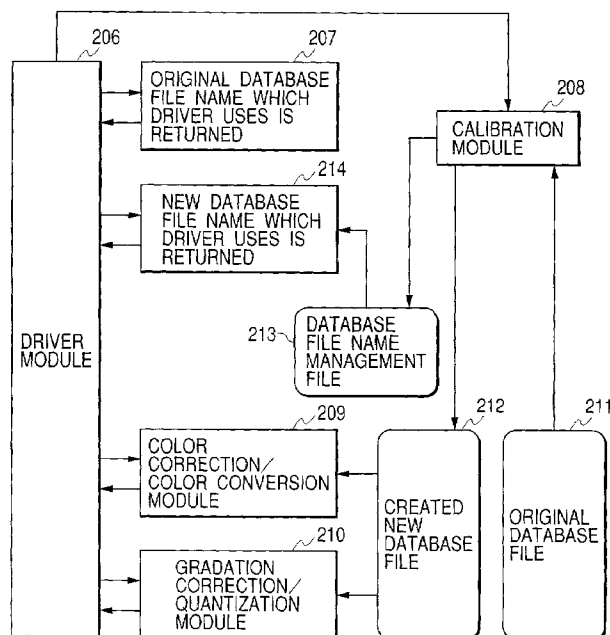 206
207
ORIGINAL DATABASE
FILE NAME WHICH
DRIVER USES IS
RETURNED
208
CALIBRATION
MODULE
214
NEW DATABASE
FILE NAME WHICH
DRIVER USES IS
RETURNED
DRIVER
MODULE
213
DATABASE
FILE NAME
MANAGEMENT
FILE
209
COLOR
CORRECTION/
COLOR CONVERSION
MODULE
212
CREATED
NEW
DATABASE
FILE
211
ORIGINAL
DATABASE
FILE
210
GRADATION
CORRECTION/
QUANTIZATION
MODULE